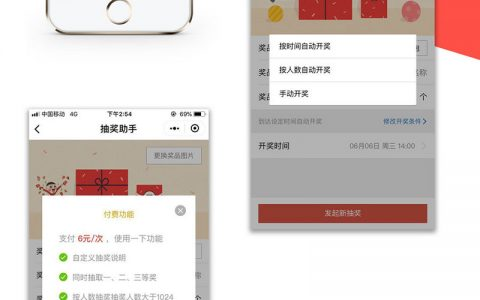 按时间自动开奖
按人数自动开奖
手动开奖
个
到达设定时间自动开奖 修改开奖条件
开奖时间 06月06日 周三 14:00
发起新抽奖
中国移动 4G 下午2:54 69%
抽奖助手
更换奖品图片
付费功能
支付 6元/次 ，使用一下功能
自定义抽奖说明
同时抽取一、二、三等奖
按人数抽奖抽奖人数大于1024